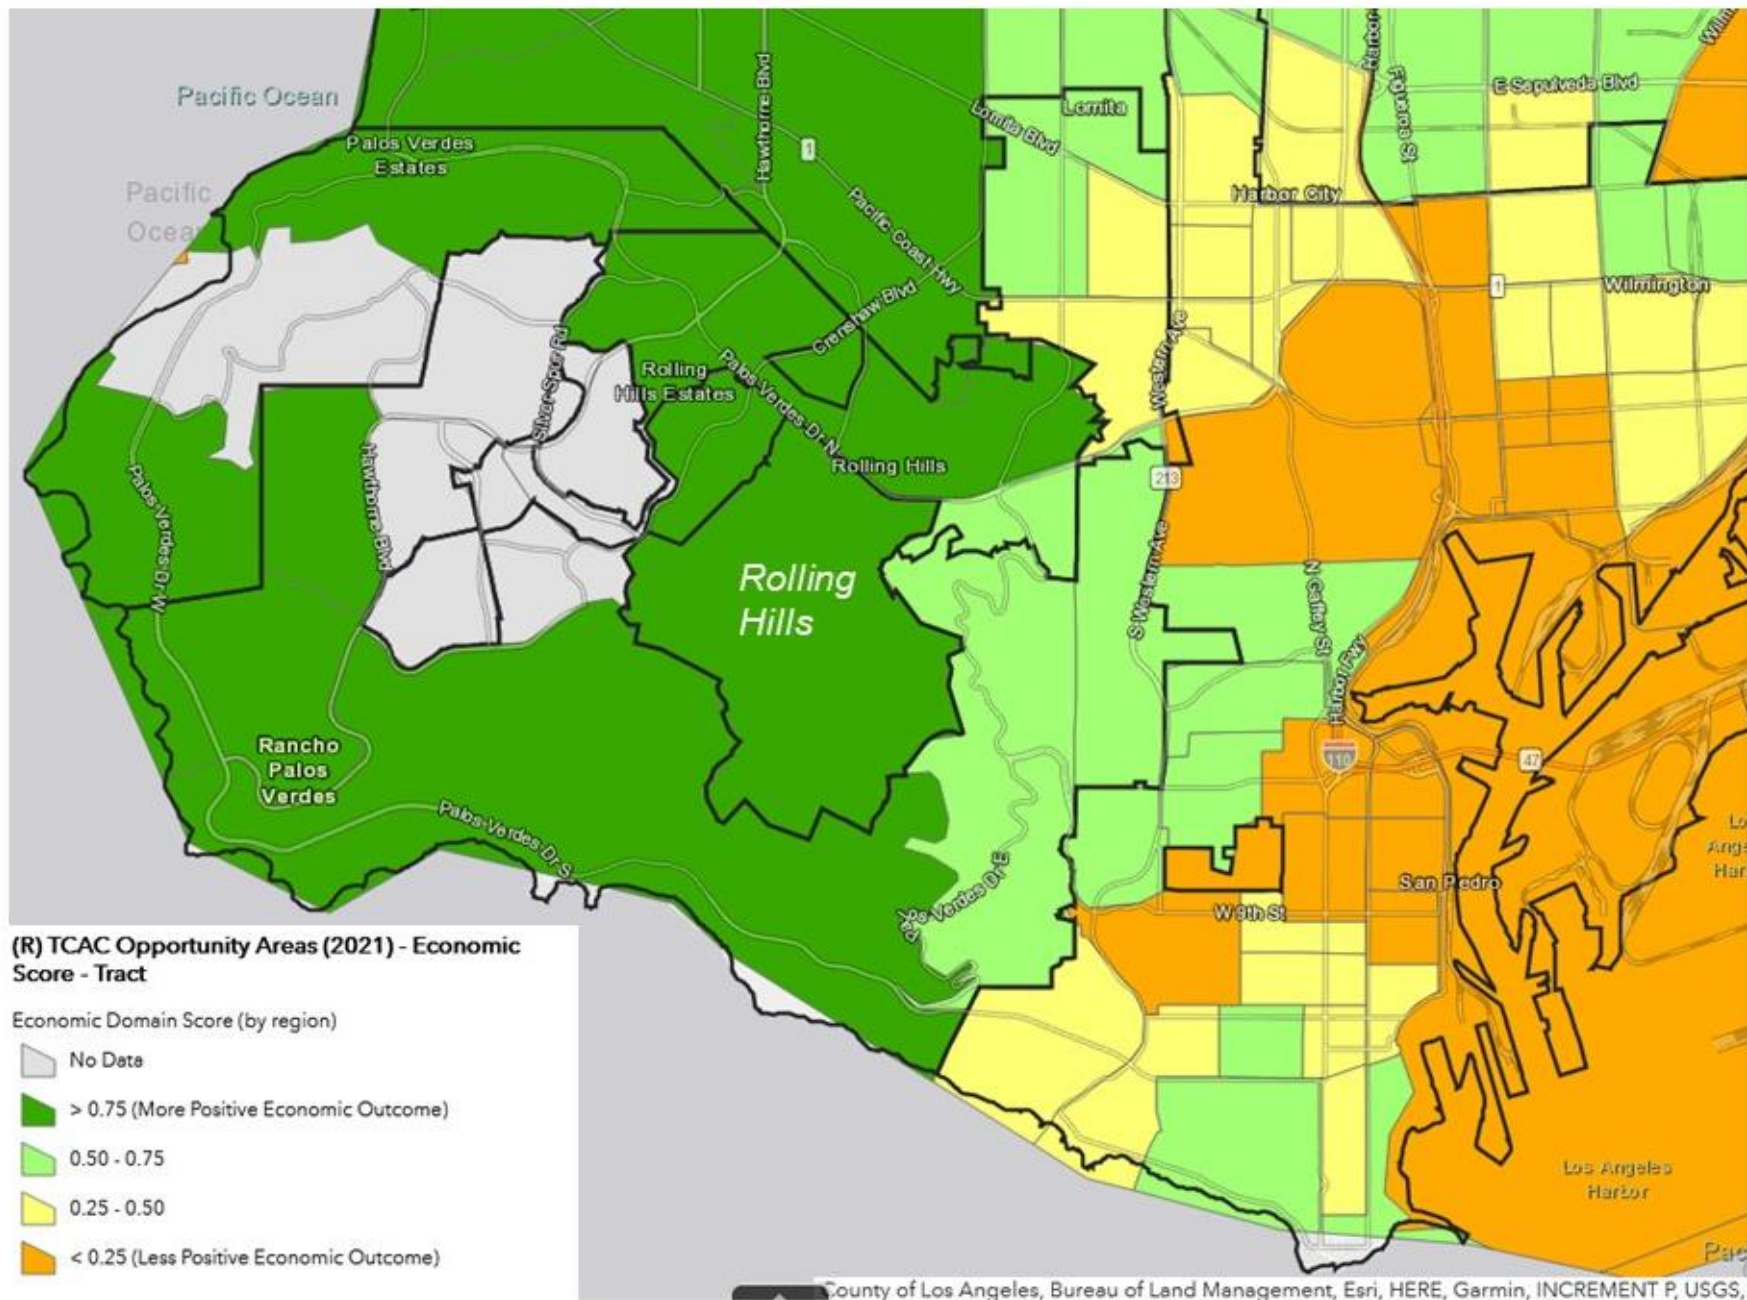 Pacific Ocean
Pacific
Palos Verdes
Estates
Hawthorne Blvd
1
Lomita Blvd
Lomita
Harbor
Figueroa St
E Sepulveda Blvd
Harbor City
Pacific Coast Hwy
1
Wilmington
Crenshaw Blvd
Western Ave
Silver Spur Rd
Rolling
Hills Estates
Palos Verdes Dr N
Rolling Hills
213
Hawthorne Blvd
Palos Verdes Dr W
Rolling
Hills
S Western Ave
N Gaffey St
Harbor Fwy
110
47
Rancho
Palos
Verdes
Palos Verdes Dr S
Palos Verdes Dr E
W 9th St
San Pedro
Los Angeles
Harbor
(R) TCAC Opportunity Areas (2021) - Economic
Score - Tract
Economic Domain Score (by region)
No Data
> 0.75 (More Positive Economic Outcome)
0.50 - 0.75
0.25 - 0.50
< 0.25 (Less Positive Economic Outcome)
County of Los Angeles, Bureau of Land Management, Esri, HERE, Garmin, INCREMENT P, USGS,